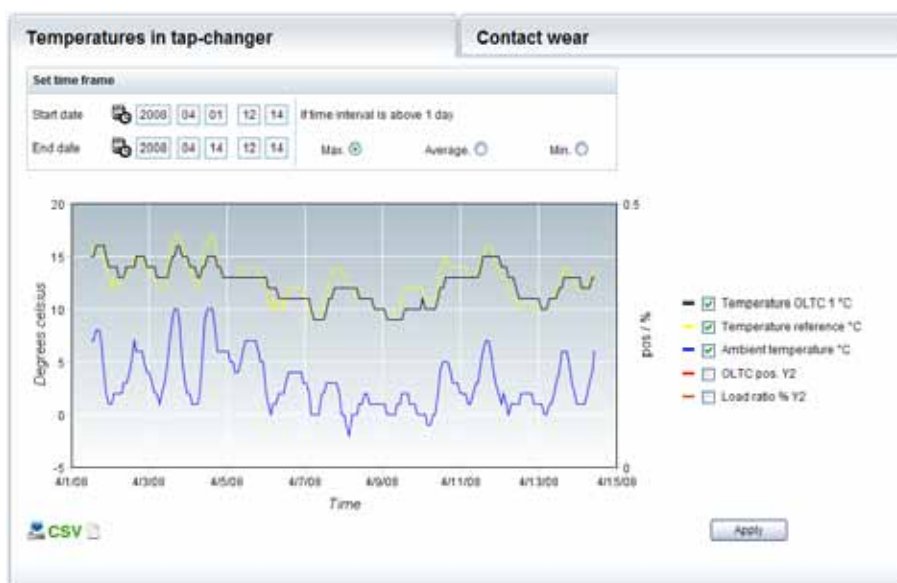 Temperatures in tap-changer
Contact wear
Set time frame
Start date 2008 04 01 12 14 If time interval is above 1 day
End date 2008 04 14 12 14 Max. Average. Min.
20 0.5
15
10
5
0
-5 0
Degrees celsius
pos / %
4/1/08 4/3/08 4/5/08 4/7/08 4/9/08 4/11/08 4/13/08 4/15/08
Time
Temperature OLTC 1 °C
Temperature reference °C
Ambient temperature °C
OLTC pos. Y2
Load ratio % Y2
CSV
Apply